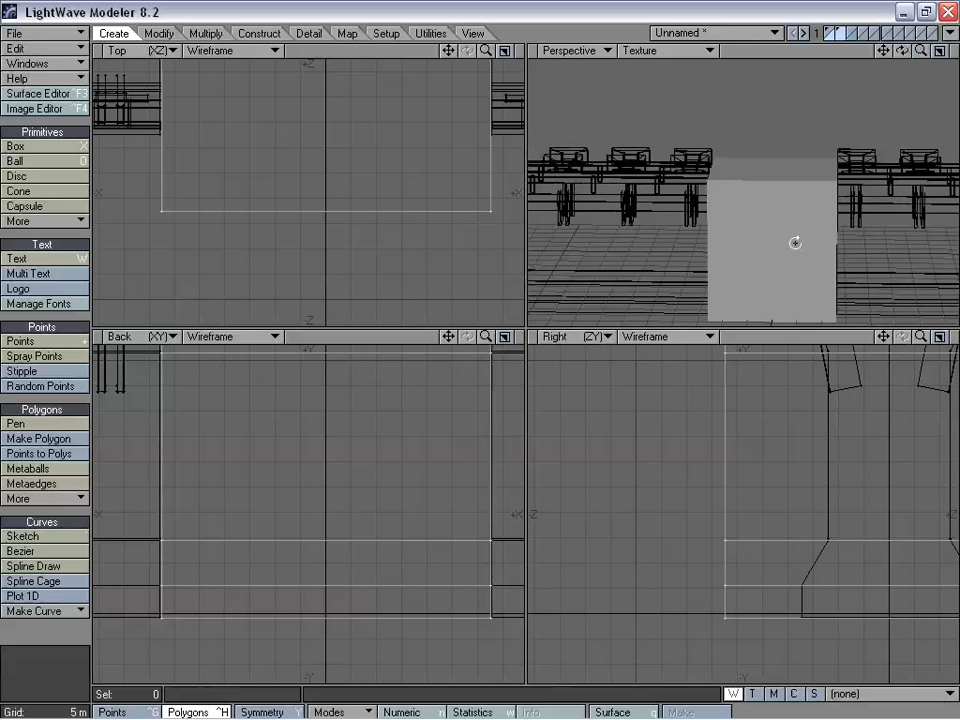 LightWave Modeler 8.2
File Create Modify Multiply Construct Detail Map Setup Utilities View Unnamed * 1
Edit Top (XZ) Wireframe Perspective Texture
Windows
Help
Surface Editor ^F3
Image Editor ^F4
Primitives
Box X
Ball O
Disc
Cone
Capsule
More
Text
Text W
Multi Text
Logo
Manage Fonts
Points
Points +
Back (XY) Wireframe Right (ZY) Wireframe
Spray Points
Stipple
Random Points
Polygons
Pen
Make Polygon
Points to Polys
Metaballs
Metaedges
More
Curves
Sketch
Bezier
Spline Draw
Spline Cage
Plot 1D
Make Curve
Sel: 0 W T M C S (none)
Grid: 5 m Points ^G Polygons ^H Symmetry Y Modes Numeric n Statistics w Info i Surface q Make